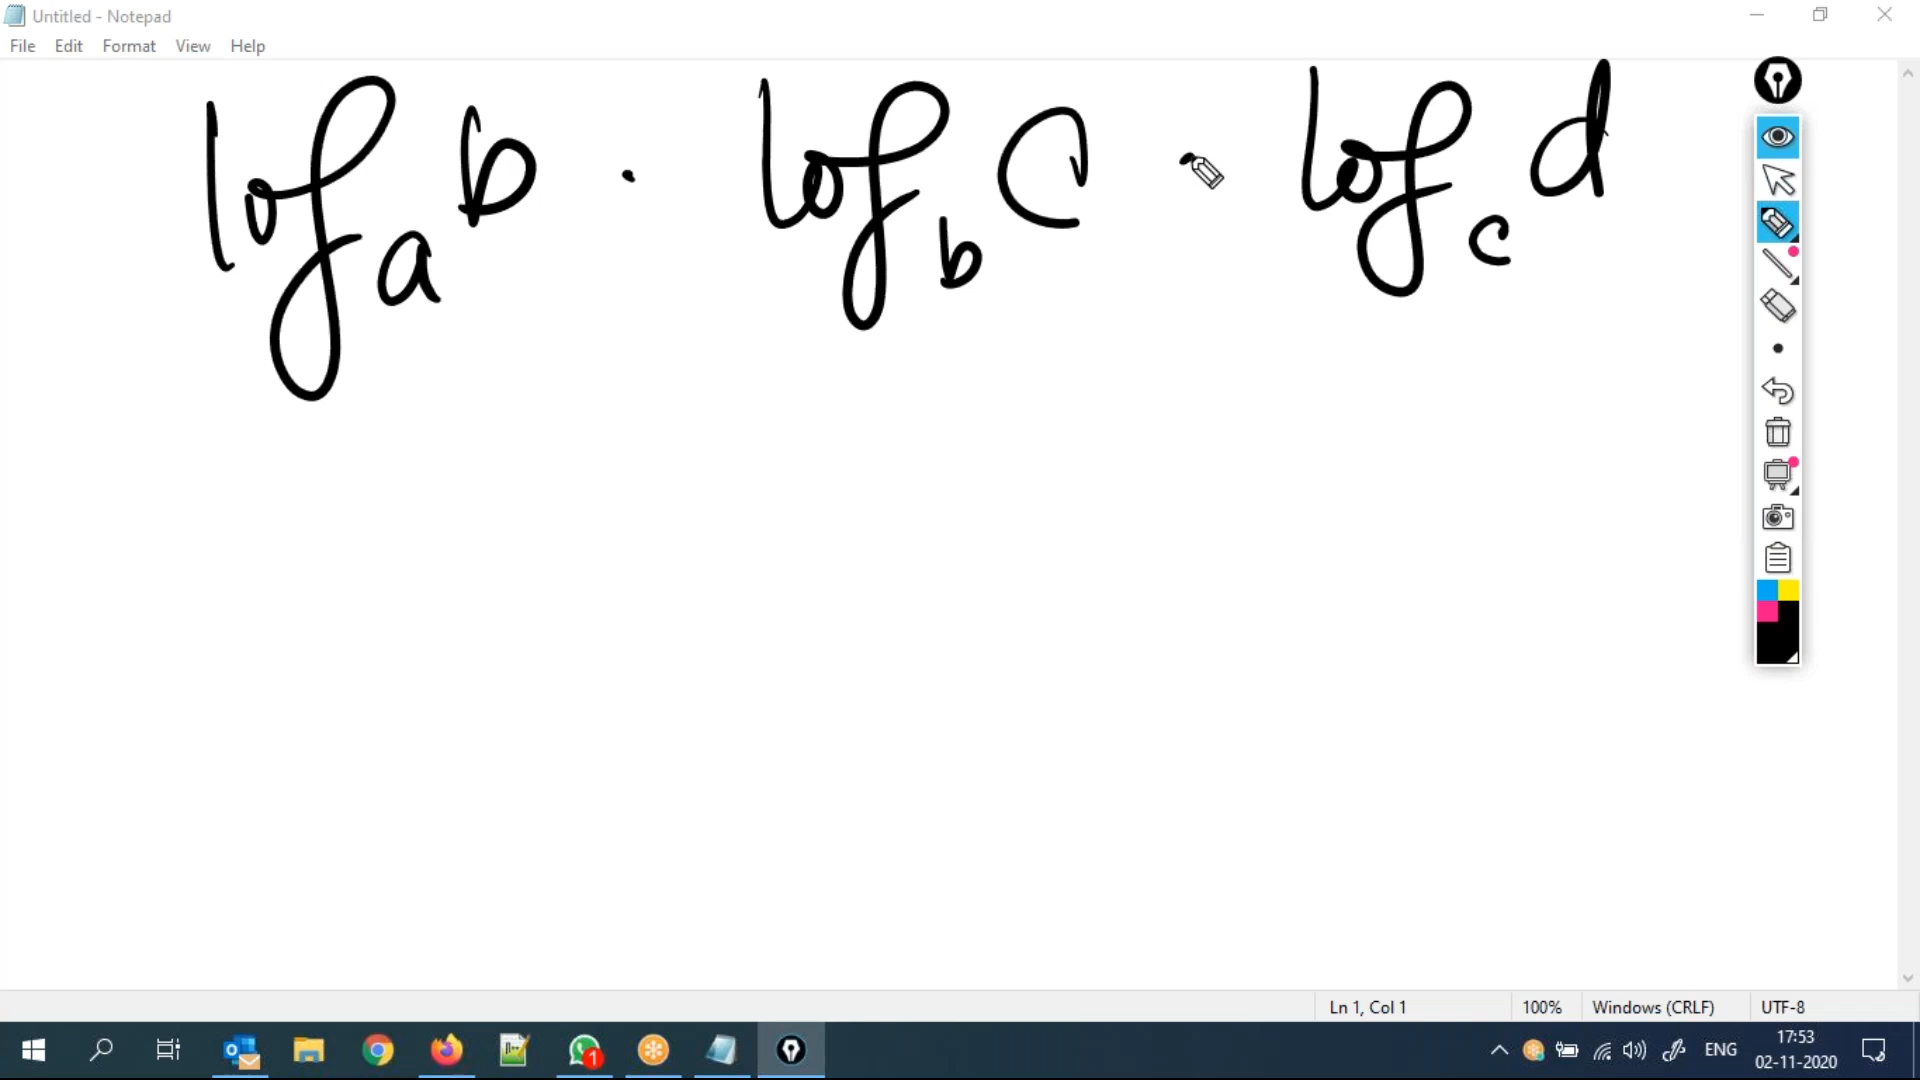 Untitled - Notepad
File Edit Format View Help
log_a b · log_b c · log_c d
Ln 1, Col 1 100% Windows (CRLF) UTF-8
1 ENG 17:53
02-11-2020